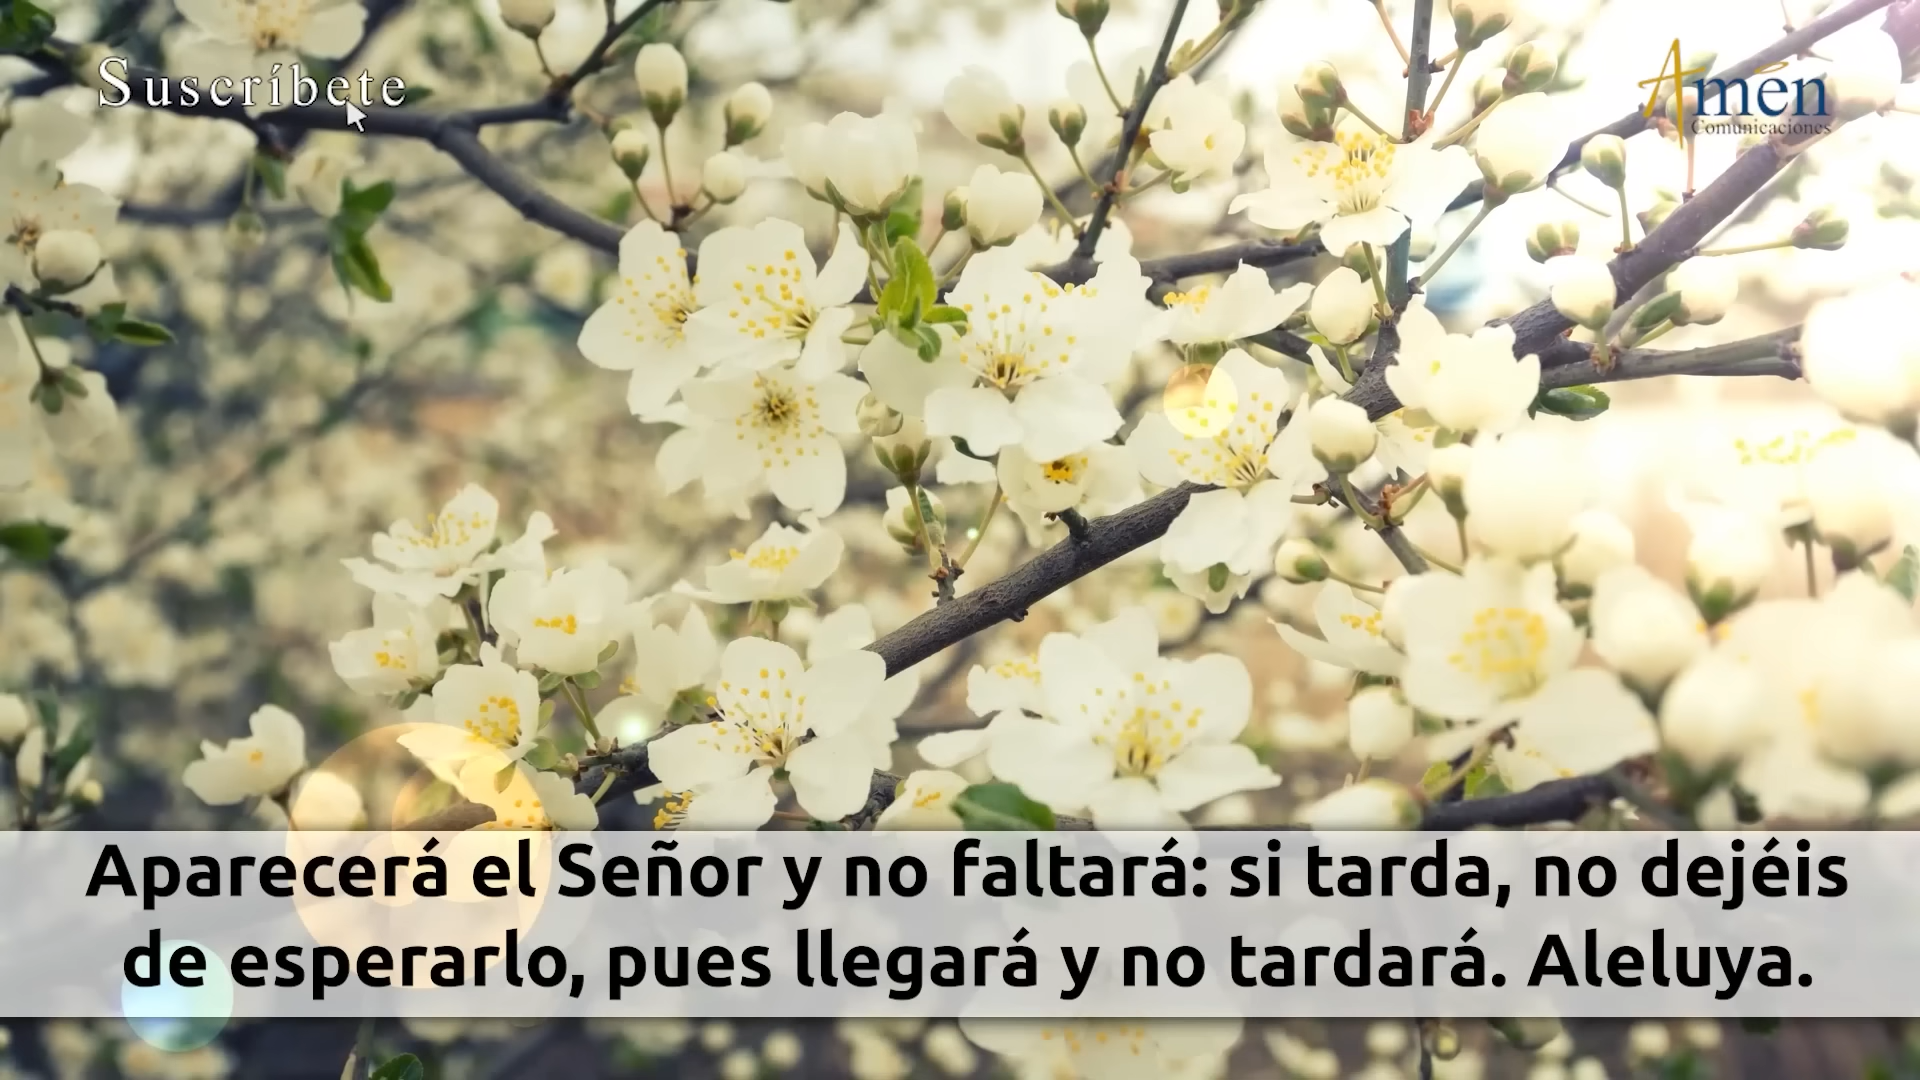 Suscríbete
Amén
Comunicaciones
Aparecerá el Señor y no faltará: si tarda, no dejéis
de esperarlo, pues llegará y no tardará. Aleluya.